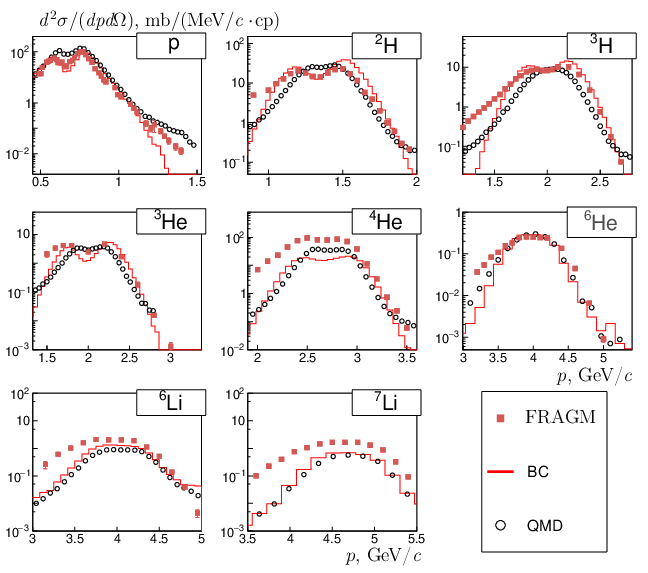 d²σ/(dpdΩ), mb/(MeV/c·cp)
p
10²
1
10⁻²
0.5 1 1.5
²H
10²
10
1
10⁻¹
1 1.5 2
³H
10
1
10⁻¹
1.5 2 2.5
³He
10
10⁻¹
10⁻³
1.5 2 2.5 3
⁴He
10²
1
10⁻²
2 2.5 3 3.5
⁶He
1
10⁻¹
10⁻²
10⁻³
3 3.5 4 4.5 5
p, GeV/c
⁶Li
10²
1
10⁻¹
10⁻³
3 3.5 4 4.5 5
⁷Li
10²
1
10⁻¹
10⁻³
3.5 4 4.5 5 5.5
p, GeV/c
FRAGM
BC
QMD